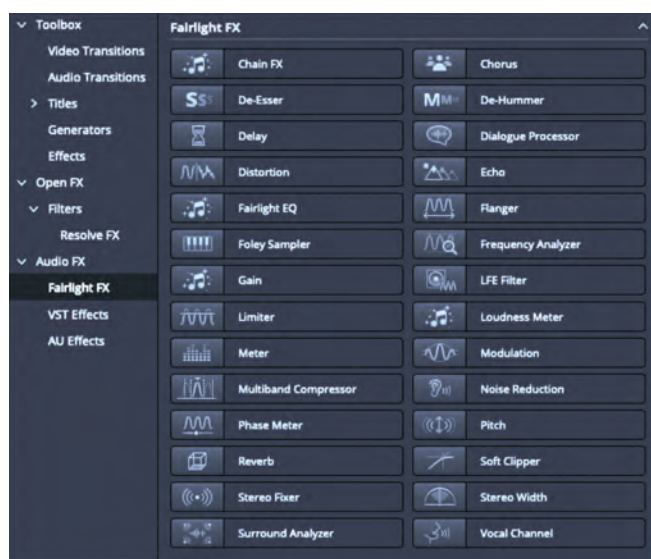 Toolbox
Video Transitions
Audio Transitions
Titles
Generators
Effects
Open FX
Filters
Resolve FX
Audio FX
Fairlight FX
VST Effects
AU Effects
Fairlight FX
Chain FX
Chorus
SSS
De-Esser
MMM
De-Hummer
Delay
Dialogue Processor
Distortion
Echo
Fairlight EQ
Flanger
Foley Sampler
Frequency Analyzer
Gain
LFE Filter
Limiter
Loudness Meter
Meter
Modulation
Multiband Compressor
Noise Reduction
Phase Meter
Pitch
Reverb
Soft Clipper
Stereo Fixer
Stereo Width
Surround Analyzer
Vocal Channel